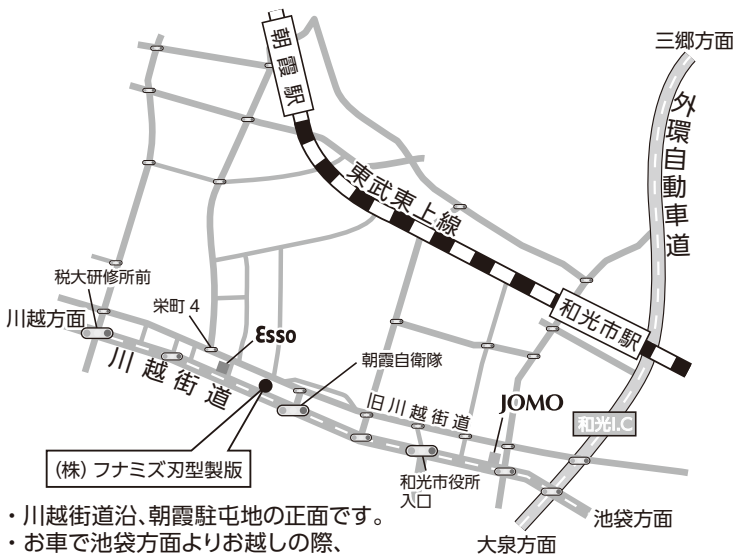 朝霞駅
三郷方面
外環自動車道
東武東上線
税大研修所前
栄町4
川越方面
Esso
和光市駅
川越街道
朝霞自衛隊
旧川越街道
JOMO
和光I.C
(株)フナミズ刃型製版
和光市役所
入口
池袋方面
・川越街道沿、朝霞駐屯地の正面です。
・お車で池袋方面よりお越しの際、
大泉方面